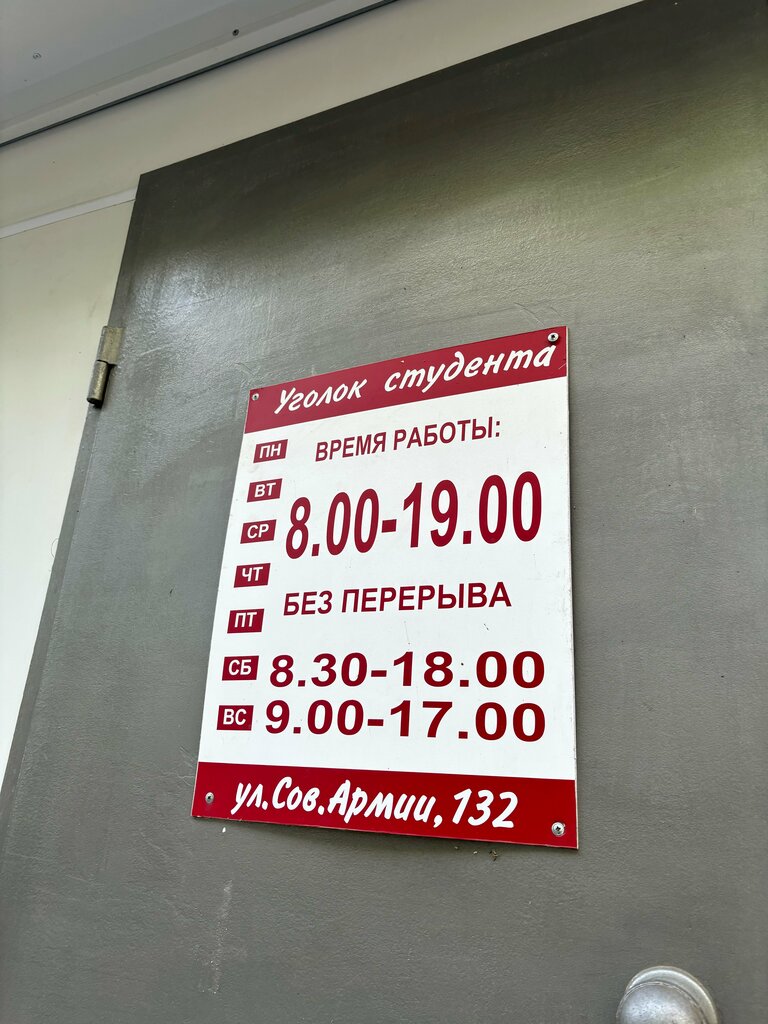 Уголок студента
ВРЕМЯ РАБОТЫ:
ПН
ВТ
СР
ЧТ
ПТ
8.00-19.00
БЕЗ ПЕРЕРЫВА
СБ 8.30-18.00
ВС 9.00-17.00
ул.Сов.Армии, 132